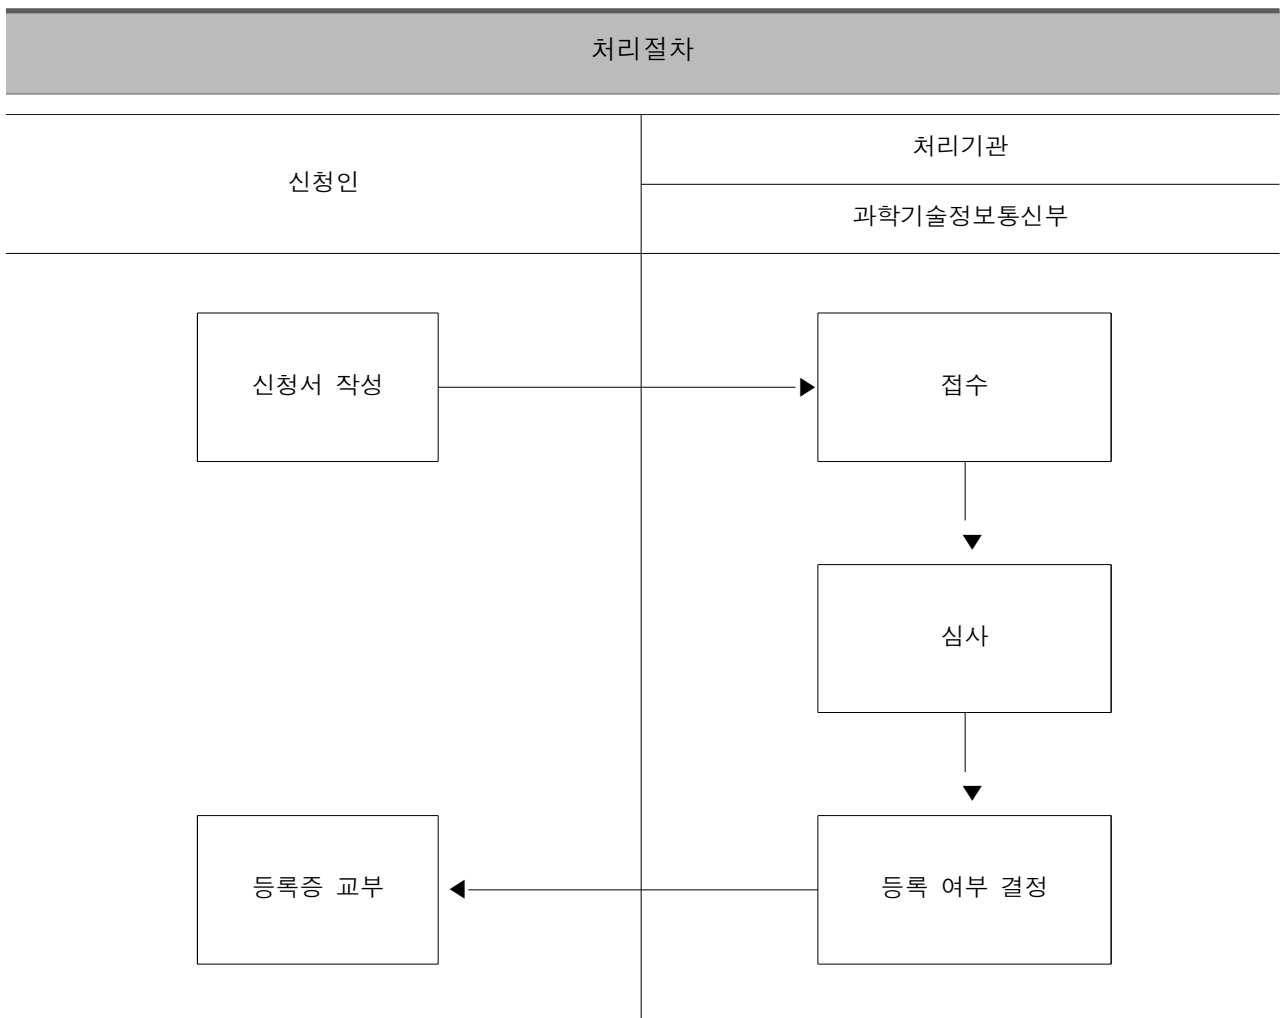 처리절차
신청인
처리기관
과학기술정보통신부
신청서 작성
접수
심사
등록증 교부
등록 여부 결정